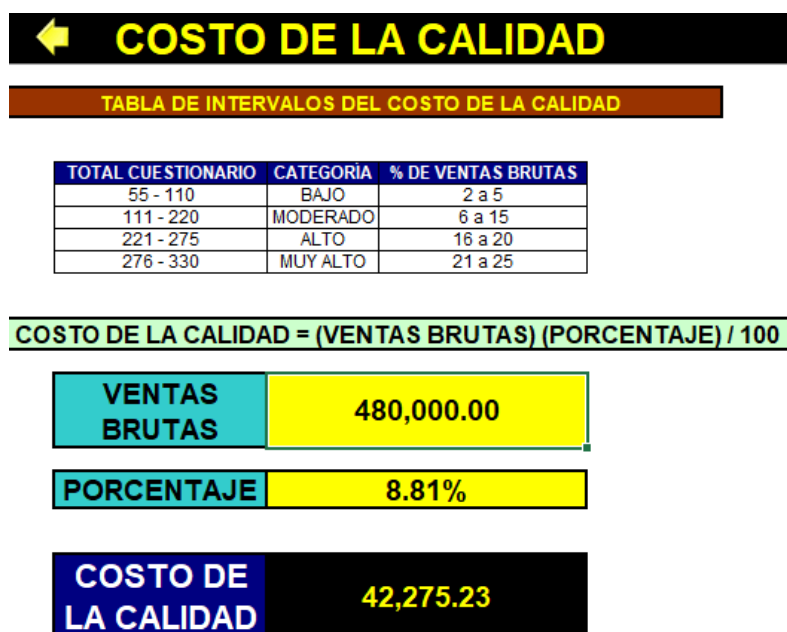 COSTO DE LA CALIDAD
TABLA DE INTERVALOS DEL COSTO DE LA CALIDAD
TOTAL CUESTIONARIO CATEGORÌA % DE VENTAS BRUTAS
55 - 110 BAJO 2 a 5
111 - 220 MODERADO 6 a 15
221 - 275 ALTO 16 a 20
276 - 330 MUY ALTO 21 a 25
COSTO DE LA CALIDAD = (VENTAS BRUTAS) (PORCENTAJE) / 100
VENTAS
BRUTAS
480,000.00
PORCENTAJE 8.81%
COSTO DE
LA CALIDAD
42,275.23